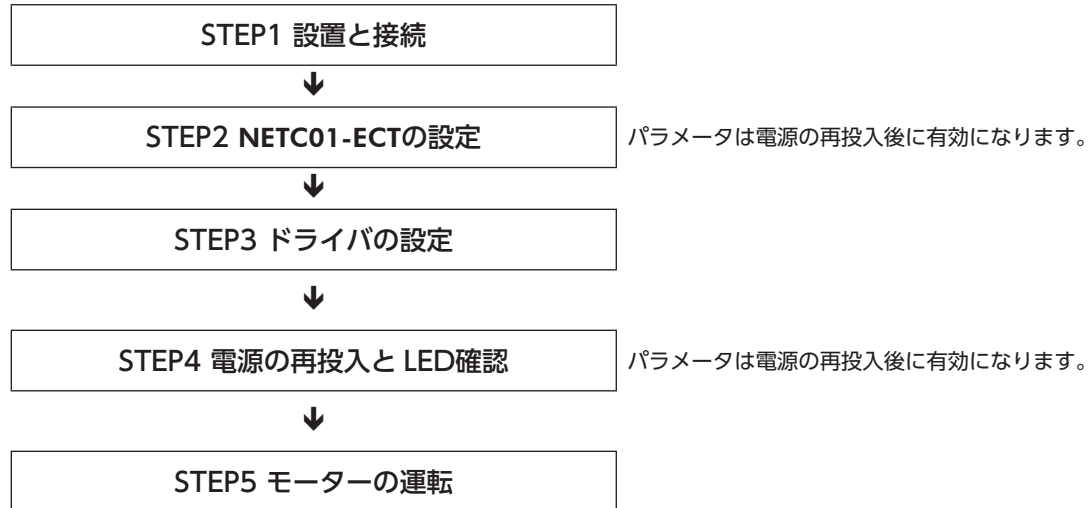 STEP1 設置と接続
STEP2 NETC01-ECTの設定
パラメータは電源の再投入後に有効になります。
STEP3 ドライバの設定
STEP4 電源の再投入と LED確認
パラメータは電源の再投入後に有効になります。
STEP5 モーターの運転